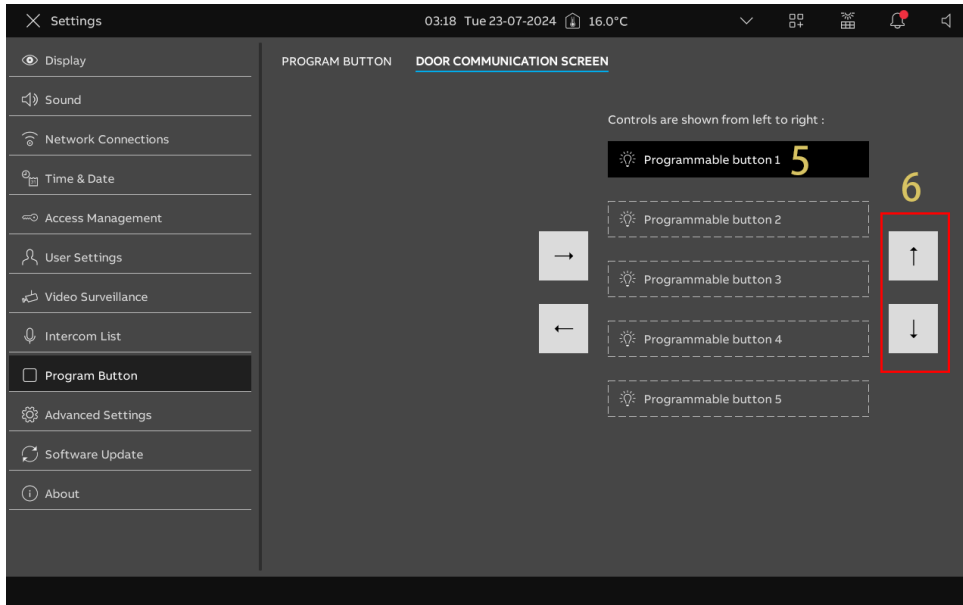 Settings
03:18 Tue 23-07-2024 16.0°C
Display
Sound
Network Connections
Time & Date
Access Management
User Settings
Video Surveillance
Intercom List
Program Button
Advanced Settings
Software Update
About
PROGRAM BUTTON DOOR COMMUNICATION SCREEN
Controls are shown from left to right :
Programmable button 1 5
Programmable button 2
Programmable button 3
Programmable button 4
Programmable button 5
6
→
←
↑
↓